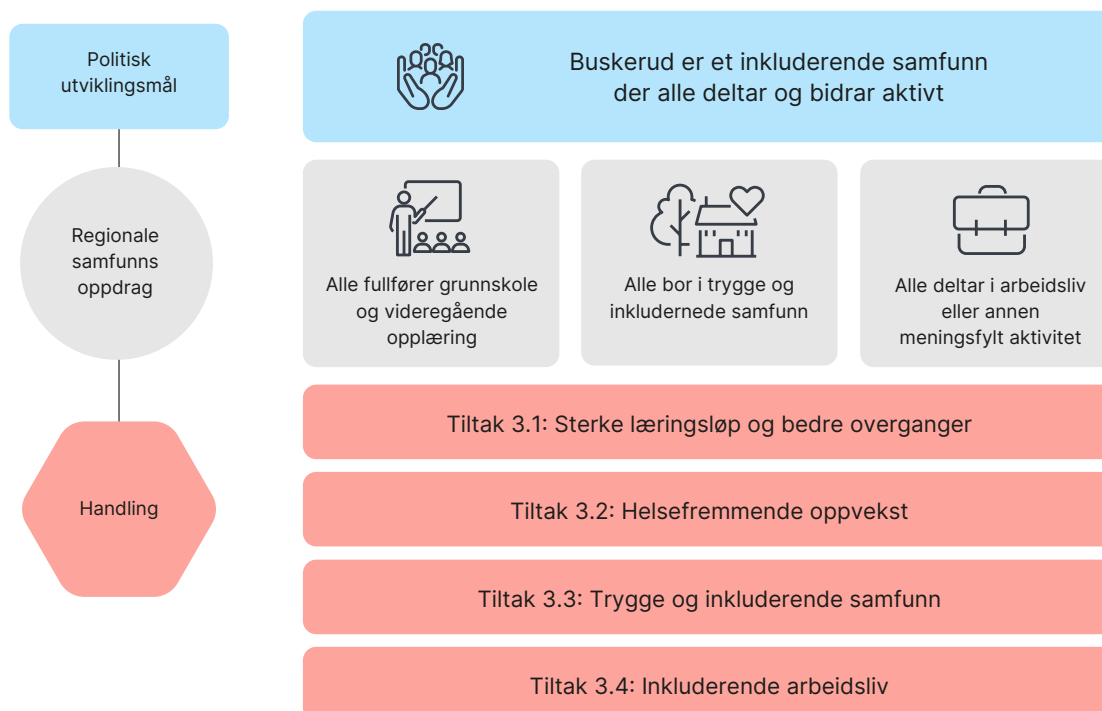 Politisk
utviklingsmål
Buskerud er et inkluderende samfunn
der alle deltar og bidrar aktivt
Regionale
samfunns
oppdrag
Alle fullfører grunnskole
og videregående
opplæring
Alle bor i trygge og
inkludernede samfunn
Alle deltar i arbeidsliv
eller annen
meningsfylt aktivitet
Handling
Tiltak 3.1: Sterke læringsløp og bedre overganger
Tiltak 3.2: Helsefremmende oppvekst
Tiltak 3.3: Trygge og inkluderende samfunn
Tiltak 3.4: Inkluderende arbeidsliv